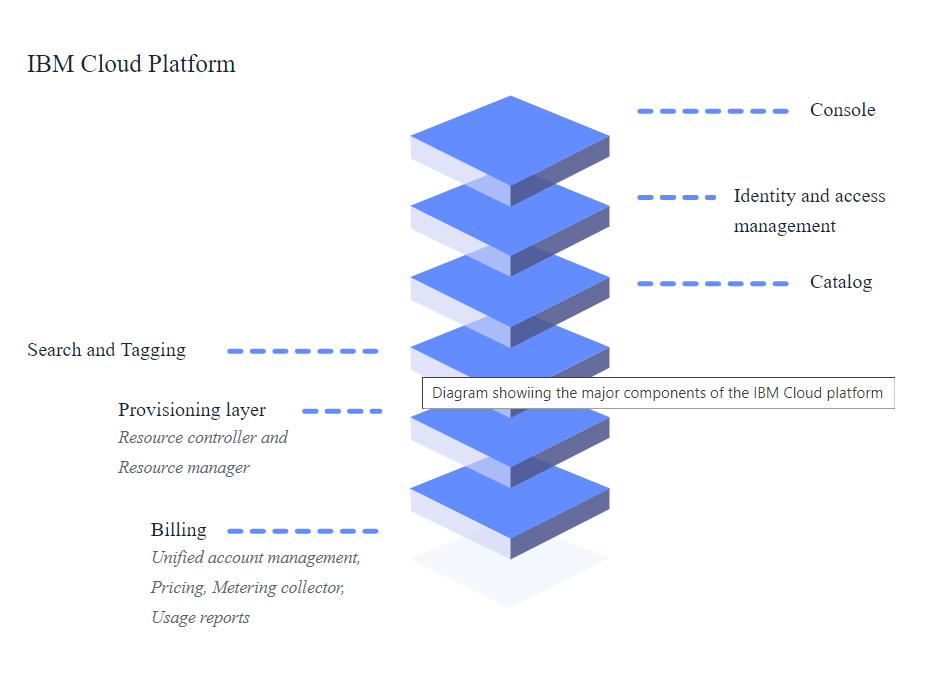 IBM Cloud Platform
Console
Identity and access
management
Catalog
Search and Tagging
Diagram showiing the major components of the IBM Cloud platform
Provisioning layer
Resource controller and
Resource manager
Billing
Unified account management,
Pricing, Metering collector,
Usage reports